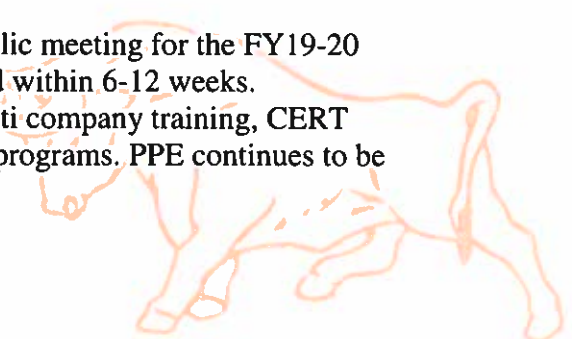 lic meeting for the FY19-20
within 6-12 weeks.
ti company training, CERT
programs. PPE continues to be